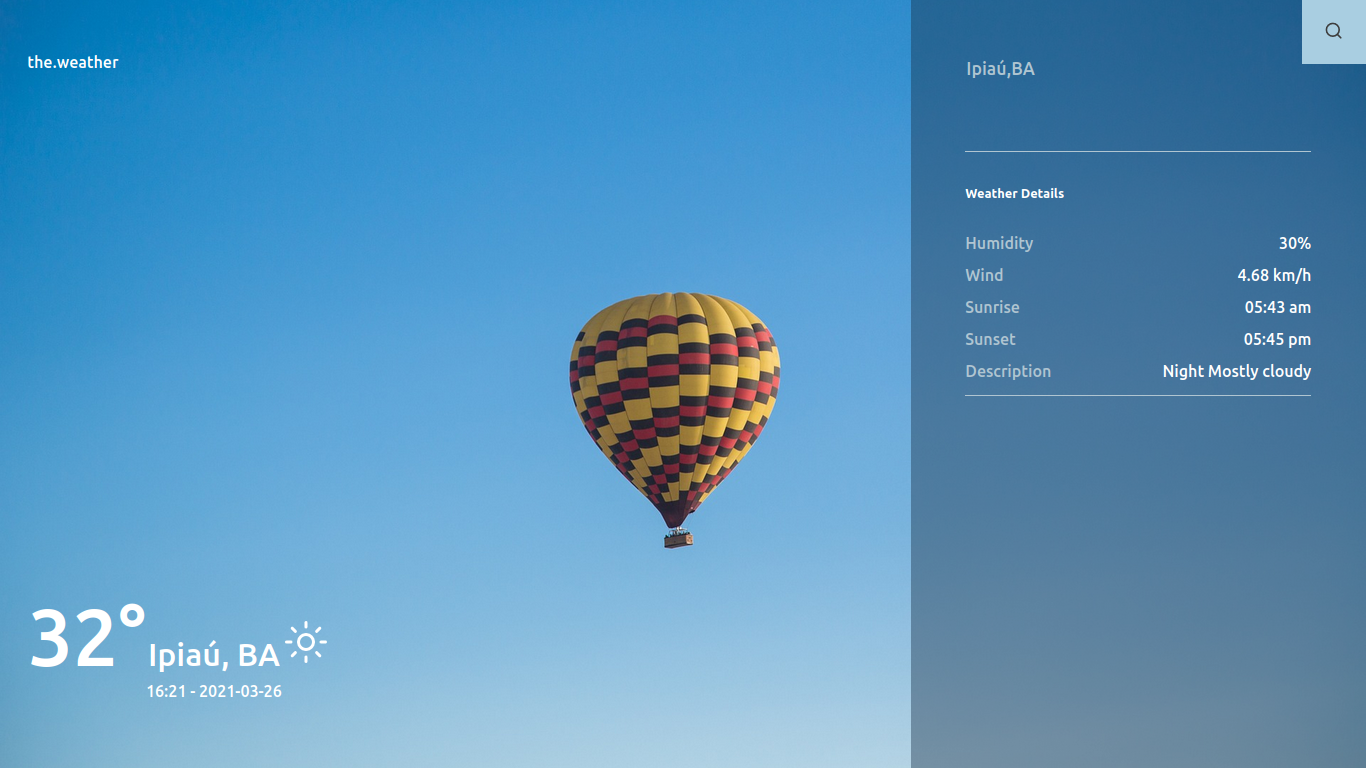 the.weather
32°
Ipiaú, BA
16:21 - 2021-03-26
Ipiaú,BA
Weather Details
Humidity 30%
Wind 4.68 km/h
Sunrise 05:43 am
Sunset 05:45 pm
Description Night Mostly cloudy